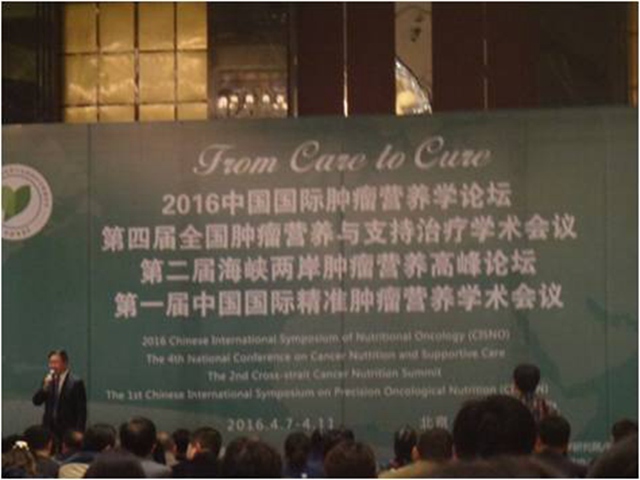 From Care to Cure
2016中国国际肿瘤营养学论坛
第四届全国肿瘤营养与支持治疗学术会议
第二届海峡两岸肿瘤营养高峰论坛
第一届中国国际精准肿瘤营养学术会议
2016 Chinese International Symposium of Nutritional Oncology (CISNO)
The 4th National Conference on Cancer Nutrition and Supportive Care
The 2nd Cross-strait Cancer Nutrition Summit
The 1st Chinese International Symposium on Precision Oncological Nutrition
2016.4.7-4.11 北京